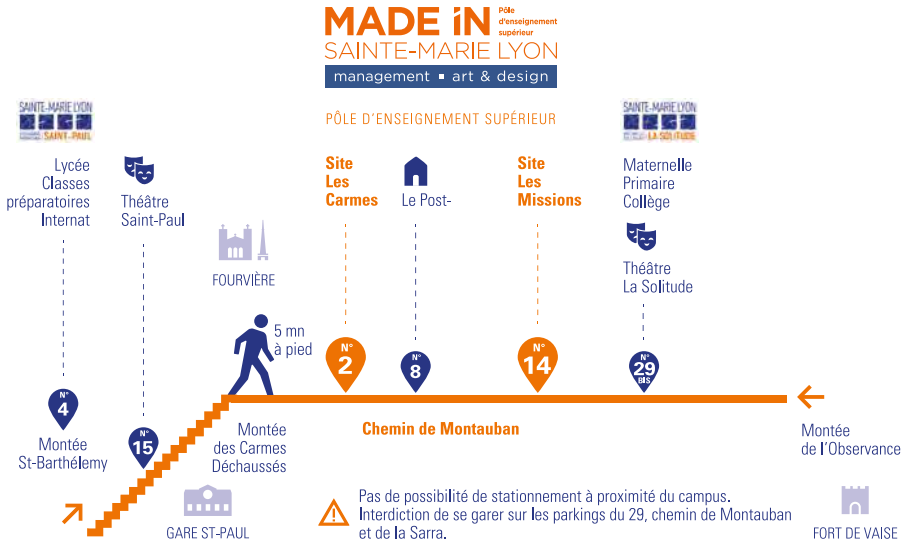 MADE iN
Pôle
d'enseignement
supérieur
SAINTE-MARIE LYON
management ▪ art & design
PÔLE D'ENSEIGNEMENT SUPÉRIEUR
SAINTE-MARIE LYON
SAINT-PAUL
Lycée
Classes
préparatoires
Internat
Théâtre
Saint-Paul
FOURVIÈRE
Site
Les
Carmes
Le Post-
Site
Les
Missions
SAINTE-MARIE LYON
LA SOLITUDE
Maternelle
Primaire
Collège
Théâtre
La Solitude
5 mn
à pied
N°
2
N°
8
N°
14
N°
29
BIS
N°
4
Montée
St-Barthélemy
N°
15
Montée
des Carmes
Déchaussés
Chemin de Montauban
Montée
de l'Observance
GARE ST-PAUL
Pas de possibilité de stationnement à proximité du campus.
Interdiction de se garer sur les parkings du 29, chemin de Montauban
et de la Sarra.
FORT DE VAISE